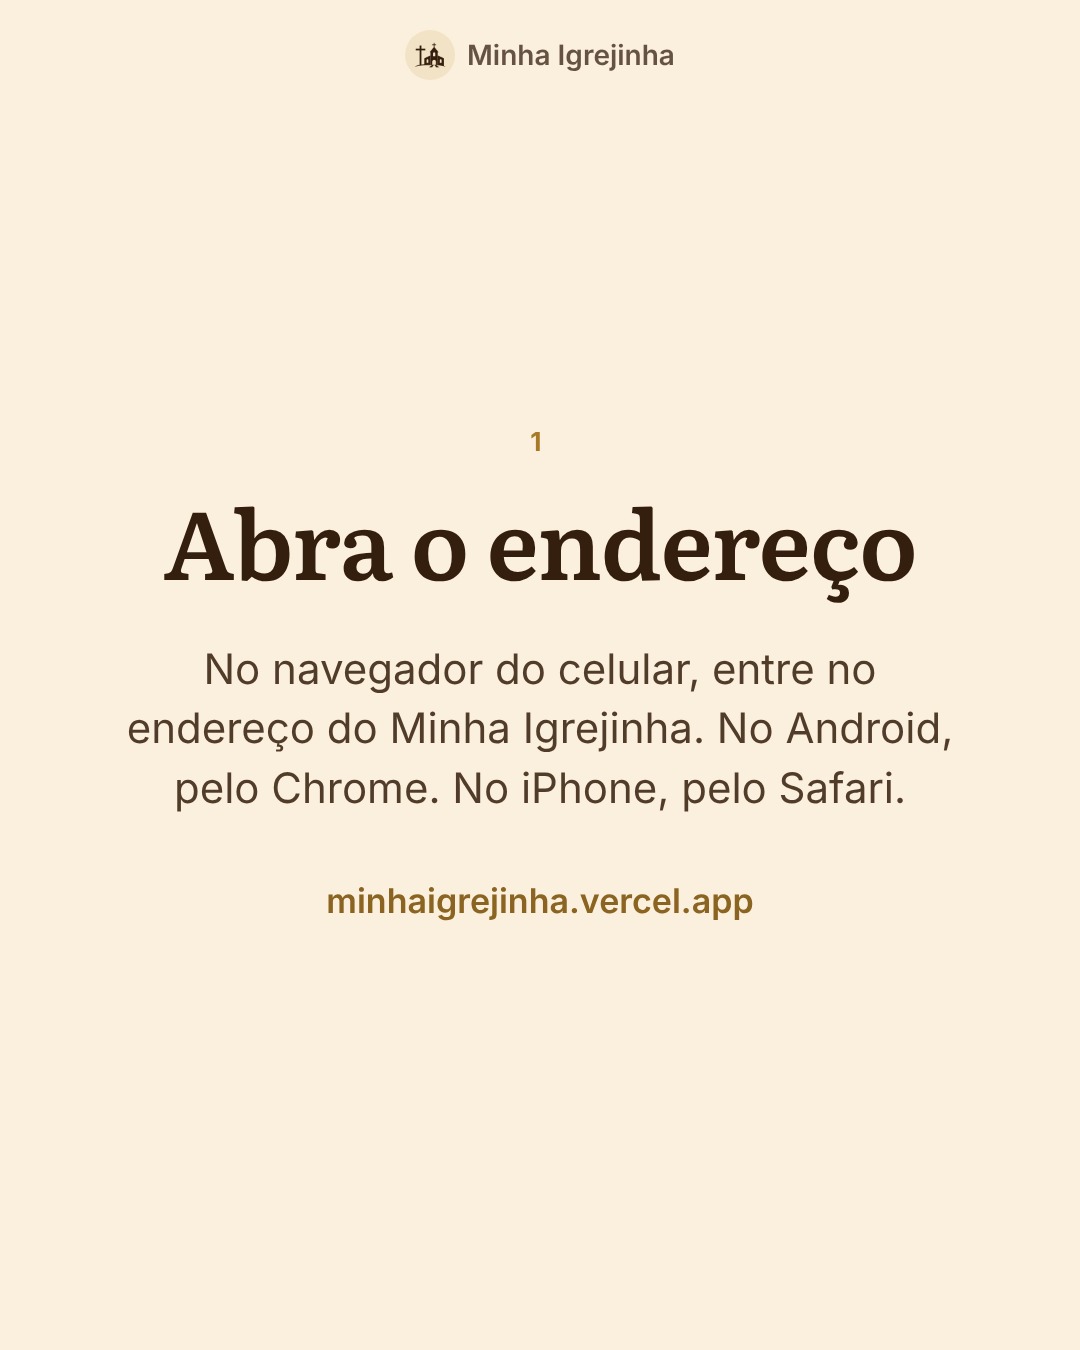 Minha Igrejinha
1
Abra o endereço
No navegador do celular, entre no
endereço do Minha Igrejinha. No Android,
pelo Chrome. No iPhone, pelo Safari.
minhaigrejinha.vercel.app